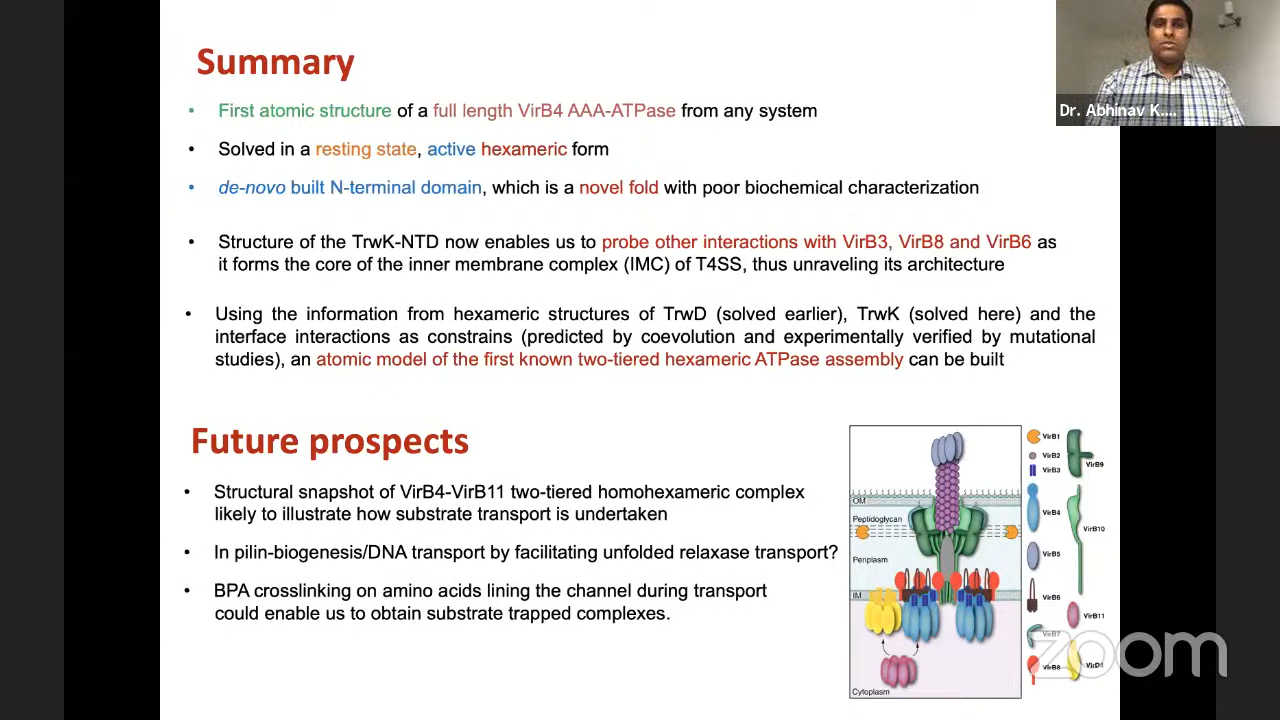 Summary
• First atomic structure of a full length VirB4 AAA-ATPase from any system
• Solved in a resting state, active hexameric form
• de-novo built N-terminal domain, which is a novel fold with poor biochemical characterization
• Structure of the TrwK-NTD now enables us to probe other interactions with VirB3, VirB8 and VirB6 as
it forms the core of the inner membrane complex (IMC) of T4SS, thus unraveling its architecture
• Using the information from hexameric structures of TrwD (solved earlier), TrwK (solved here) and the
interface interactions as constrains (predicted by coevolution and experimentally verified by mutational
studies), an atomic model of the first known two-tiered hexameric ATPase assembly can be built
Future prospects
• Structural snapshot of VirB4-VirB11 two-tiered homohexameric complex
likely to illustrate how substrate transport is undertaken
• In pilin-biogenesis/DNA transport by facilitating unfolded relaxase transport?
• BPA crosslinking on amino acids lining the channel during transport
could enable us to obtain substrate trapped complexes.
OM
Peptidoglycan
Periplasm
IM
Cytoplasm
VirB1
VirB2
VirB3
VirB9
VirB4
VirB10
VirB5
VirB6
VirB11
VirB7
VirB8
VirD4
Dr. Abhinav K....
zoom